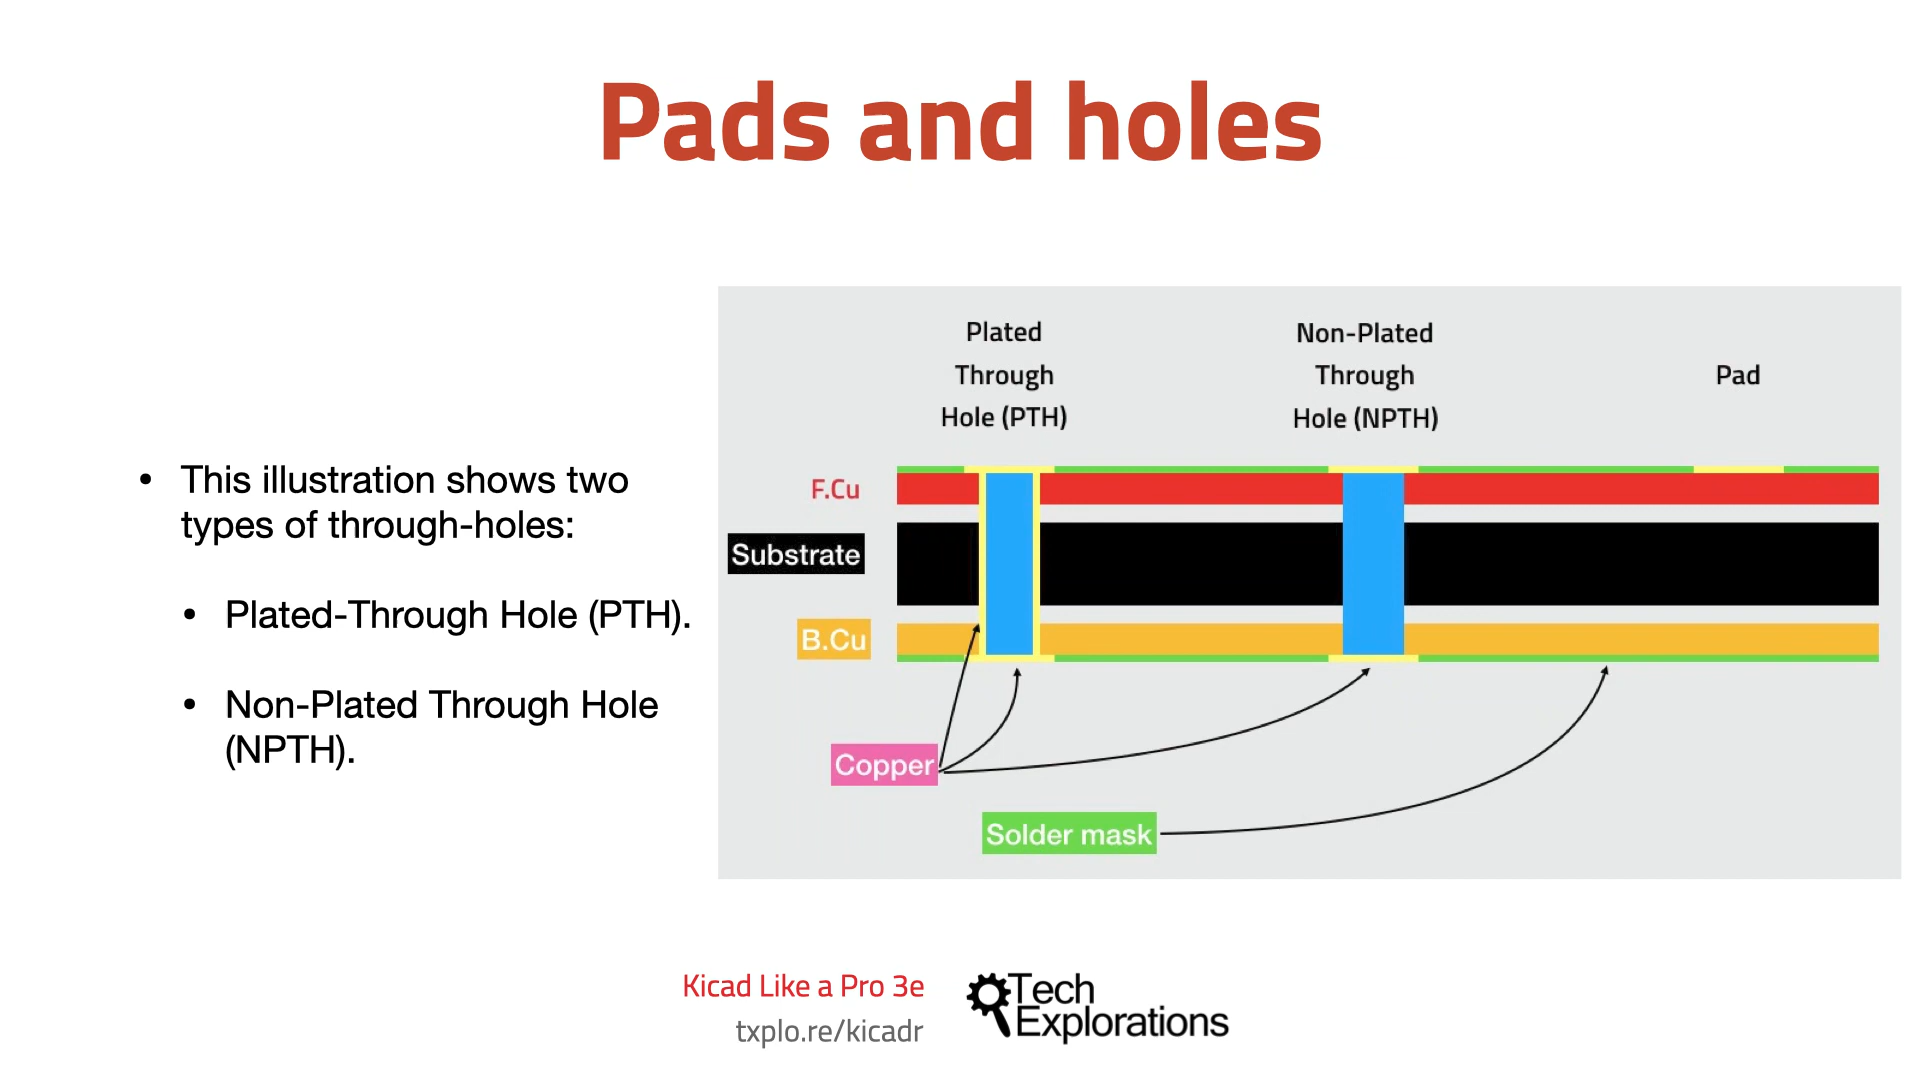 Pads and holes
• This illustration shows two
types of through-holes:
• Plated-Through Hole (PTH).
• Non-Plated Through Hole
(NPTH).
Plated
Through
Hole (PTH)
Non-Plated
Through
Hole (NPTH)
Pad
F.Cu
Substrate
B.Cu
Copper
Solder mask
Kicad Like a Pro 3e
txplo.re/kicadr
Tech
Explorations